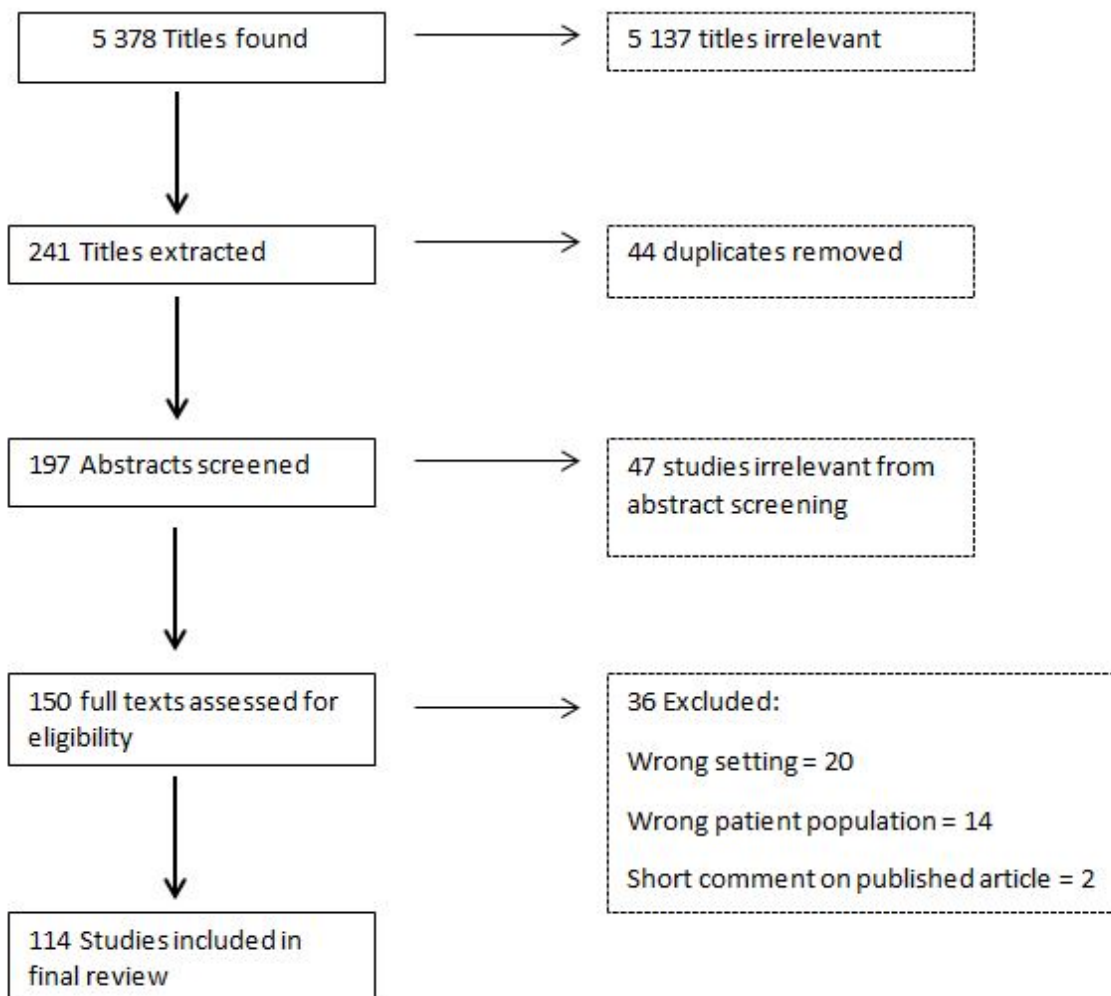 5 378 Titles found
5 137 titles irrelevant
241 Titles extracted
44 duplicates removed
197 Abstracts screened
47 studies irrelevant from
abstract screening
150 full texts assessed for
eligibility
36 Excluded:
Wrong setting = 20
Wrong patient population = 14
Short comment on published article = 2
114 Studies included in
final review